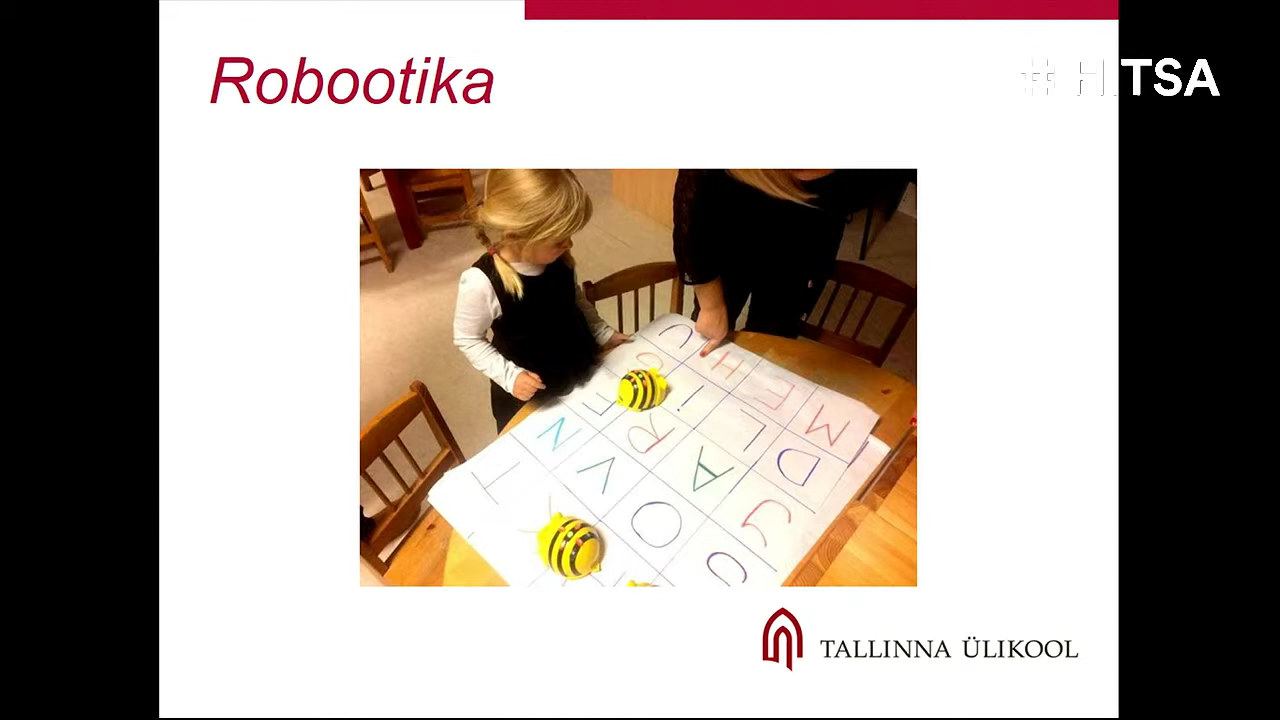 Robootika
# HITSA
U H E M
G I L D
E R A J
N V O U
I
TALLINNA ÜLIKOOL